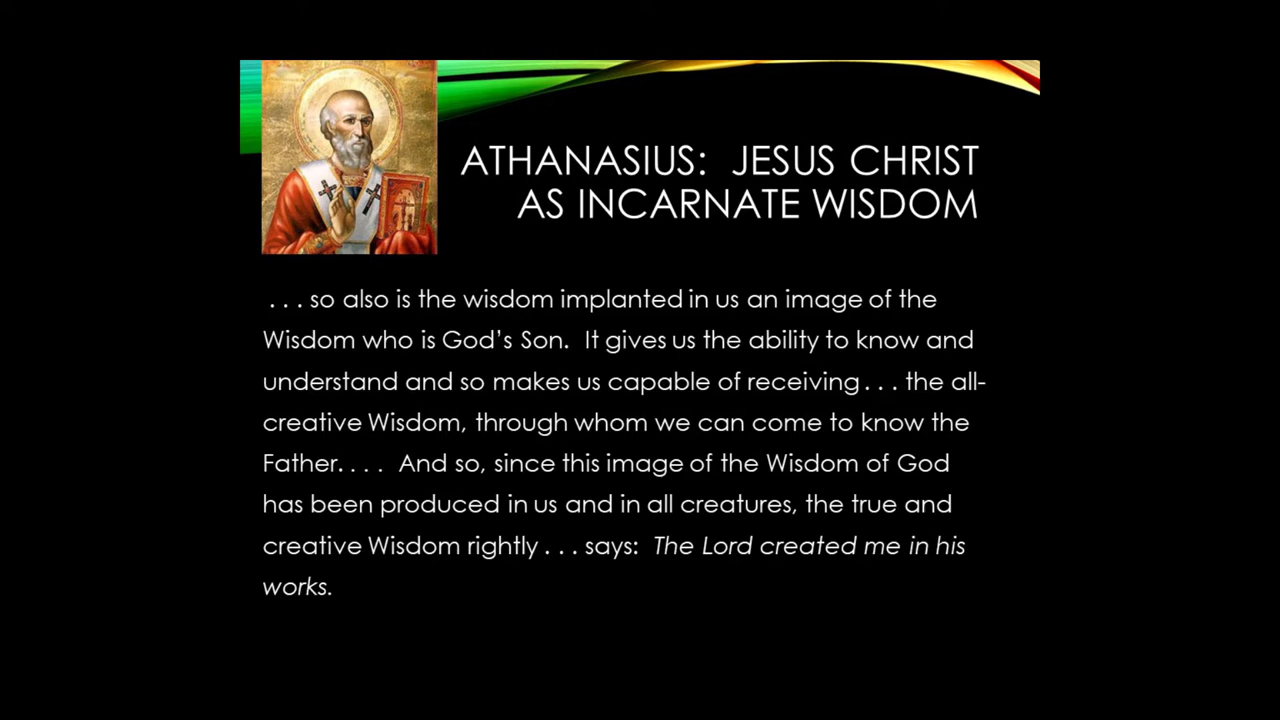 ATHANASIUS: JESUS CHRIST
AS INCARNATE WISDOM
. . . so also is the wisdom implanted in us an image of the
Wisdom who is God’s Son. It gives us the ability to know and
understand and so makes us capable of receiving . . . the all-
creative Wisdom, through whom we can come to know the
Father. . . . And so, since this image of the Wisdom of God
has been produced in us and in all creatures, the true and
creative Wisdom rightly . . . says: The Lord created me in his
works.